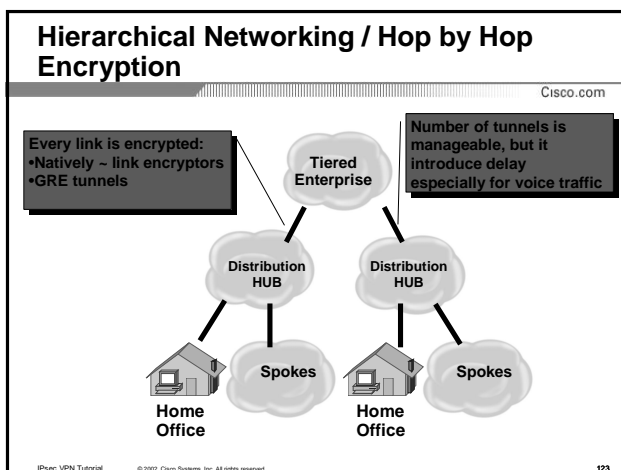 Hierarchical Networking / Hop by Hop
Encryption
Cisco.com
Every link is encrypted:
•Natively ~ link encryptors
•GRE tunnels
Number of tunnels is
manageable, but it
introduce delay
especially for voice traffic
Tiered
Enterprise
Distribution
HUB
Distribution
HUB
Spokes
Spokes
Home
Office
Home
Office
IPsec VPN Tutorial
© 2002, Cisco Systems, Inc. All rights reserved.
123